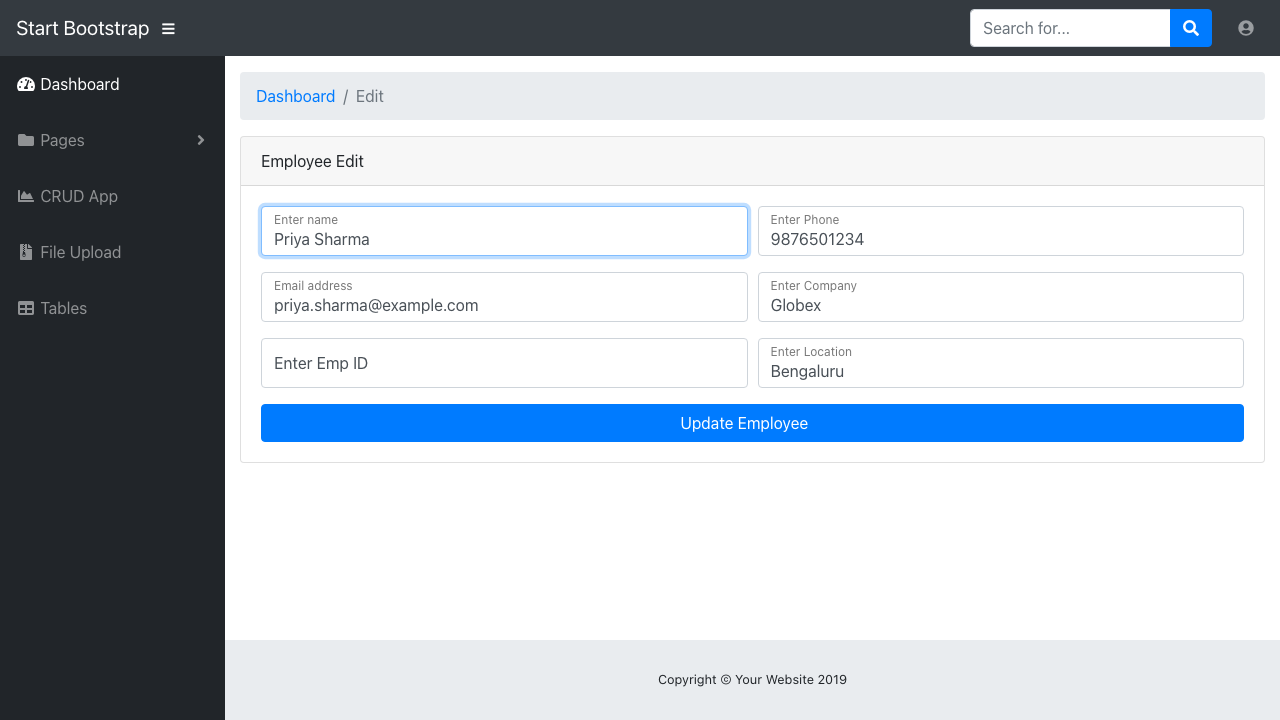 Start Bootstrap
Search for...
Dashboard
Pages
CRUD App
File Upload
Tables
Dashboard / Edit
Employee Edit
Enter name
Priya Sharma
Enter Phone
9876501234
Email address
priya.sharma@example.com
Enter Company
Globex
Enter Emp ID
Enter Location
Bengaluru
Update Employee
Copyright © Your Website 2019